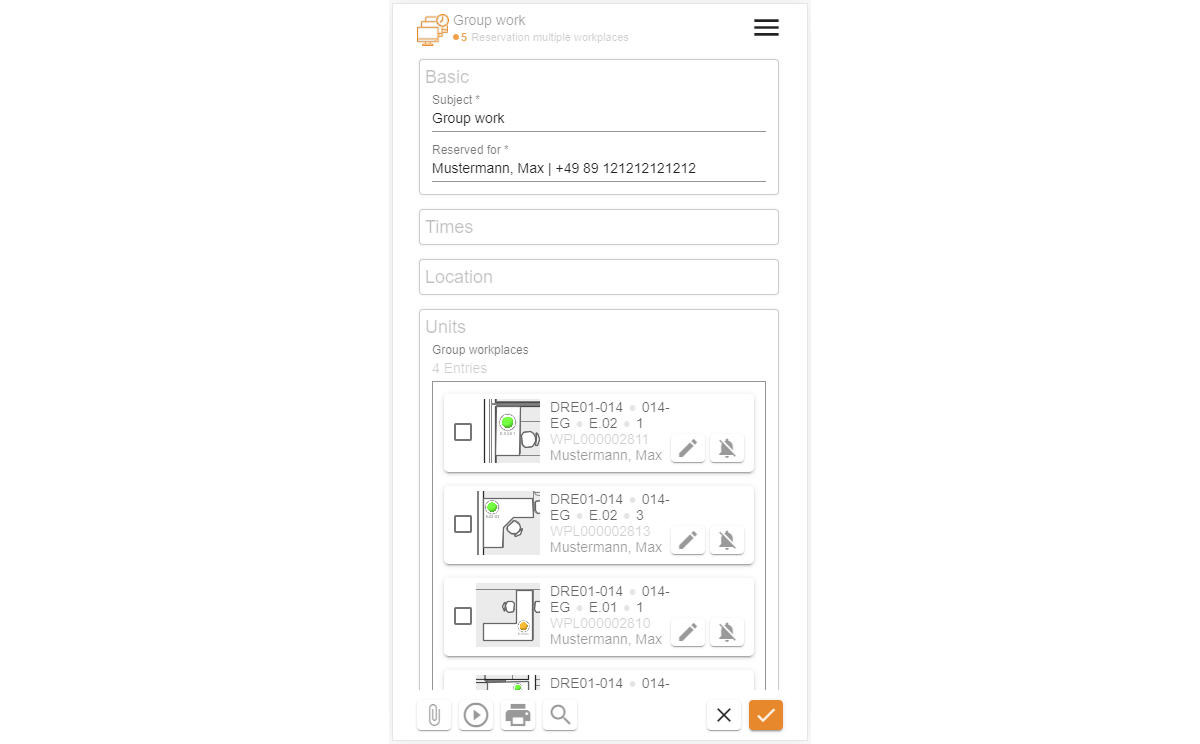 Group work
5 Reservation multiple workplaces
Basic
Subject *
Group work
Reserved for *
Mustermann, Max | +49 89 121212121212
Times
Location
Units
Group workplaces
4 Entries
DRE01-014 ● 014-
EG ● E.02 ● 1
WPL000002811
Mustermann, Max
DRE01-014 ● 014-
EG ● E.02 ● 3
WPL000002813
Mustermann, Max
DRE01-014 ● 014-
EG ● E.01 ● 1
WPL000002810
Mustermann, Max
DRE01-014 ● 014-